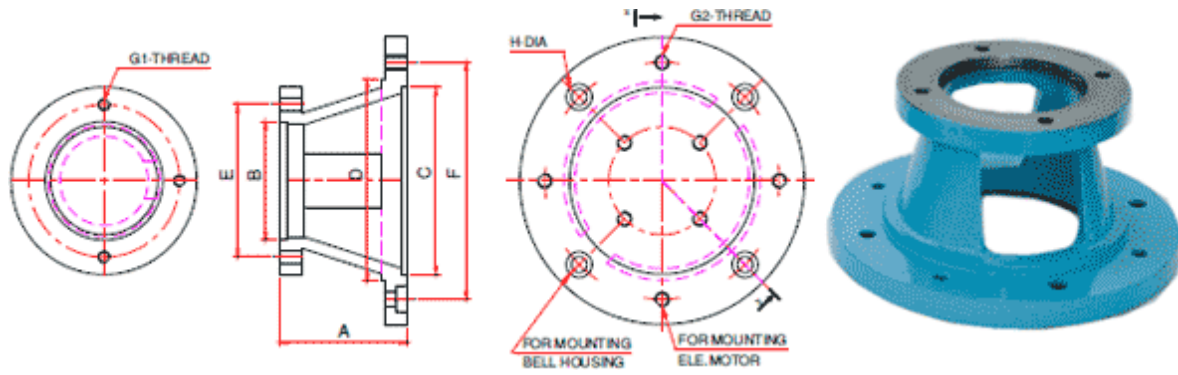 G1-THREAD
E
B
D
C
F
A
G2-THREAD
H-DIA
FOR MOUNTING
BELL HOUSING
FOR MOUNTING
ELE. MOTOR